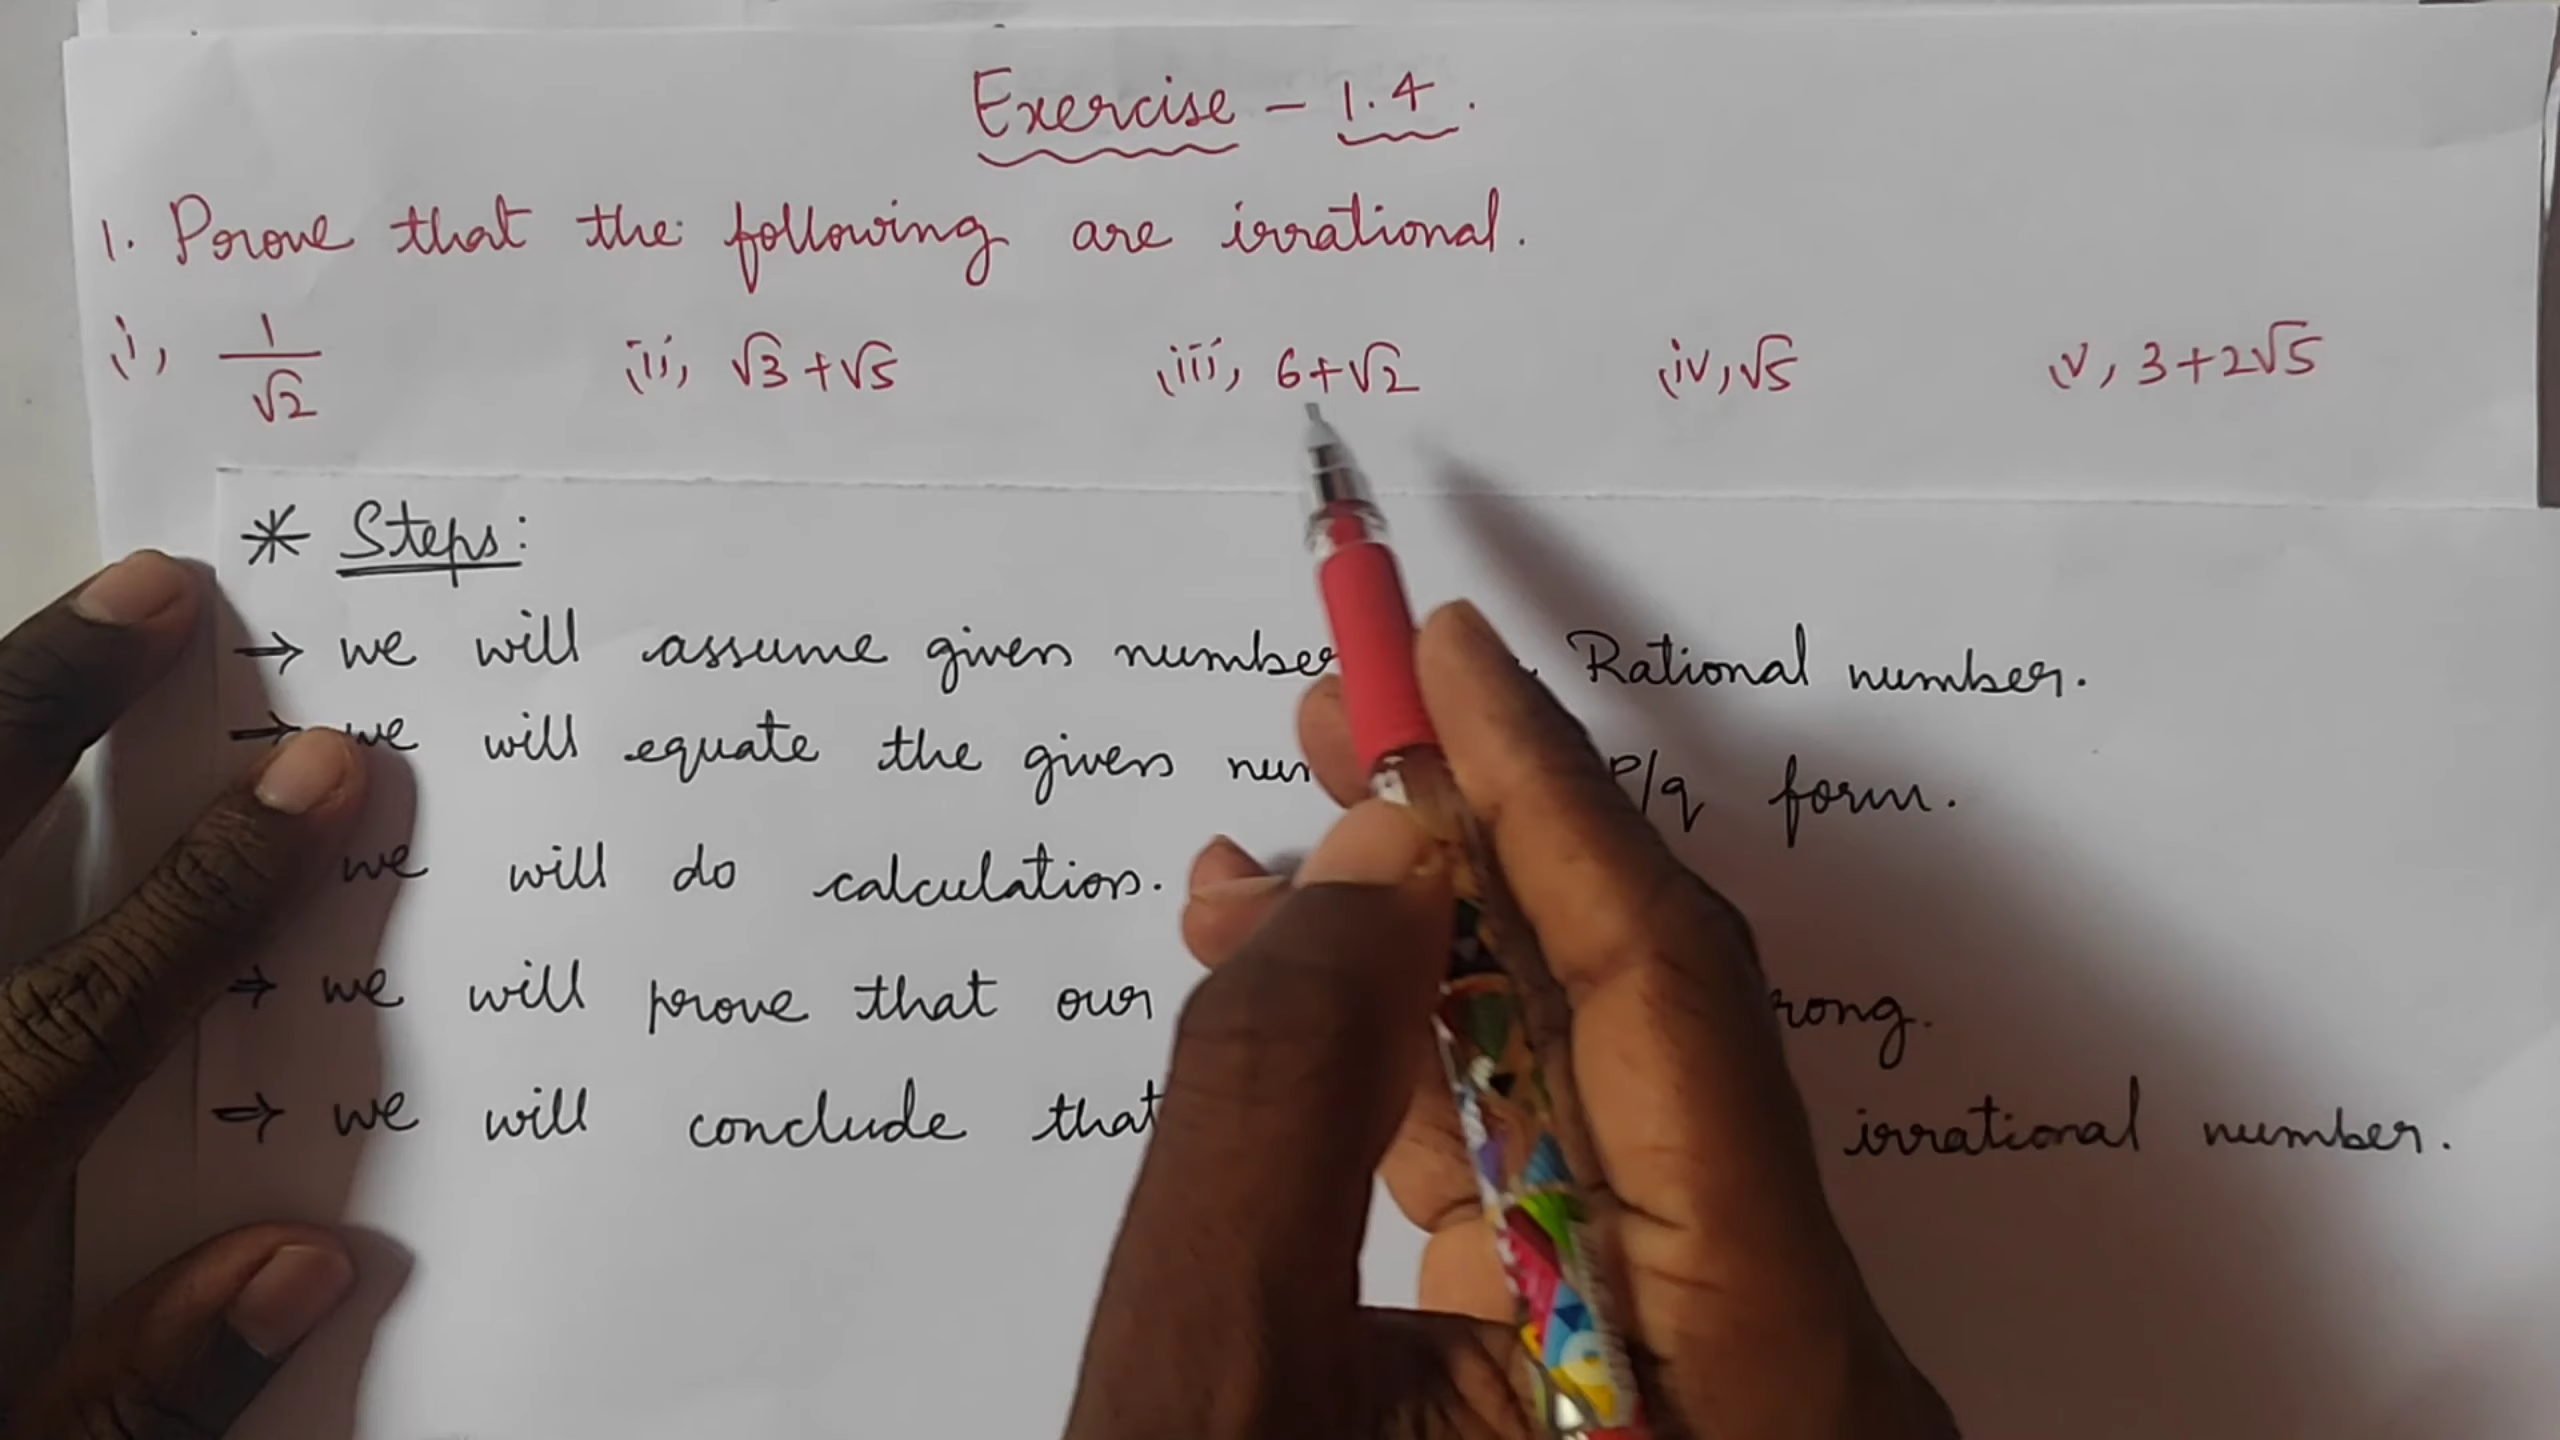 Exercise - 1.4.
1. Prove that the following are irrational.
(i), 1/√2 (ii), √3+√5 (iii), 6+√2 (iv), √5 (v), 3+2√5
* Steps:
→ we will assume given number Rational number.
→ we will equate the given P/q form.
we will do calculation.
→ we will prove that our
⇒ we will conclude that irrational number.